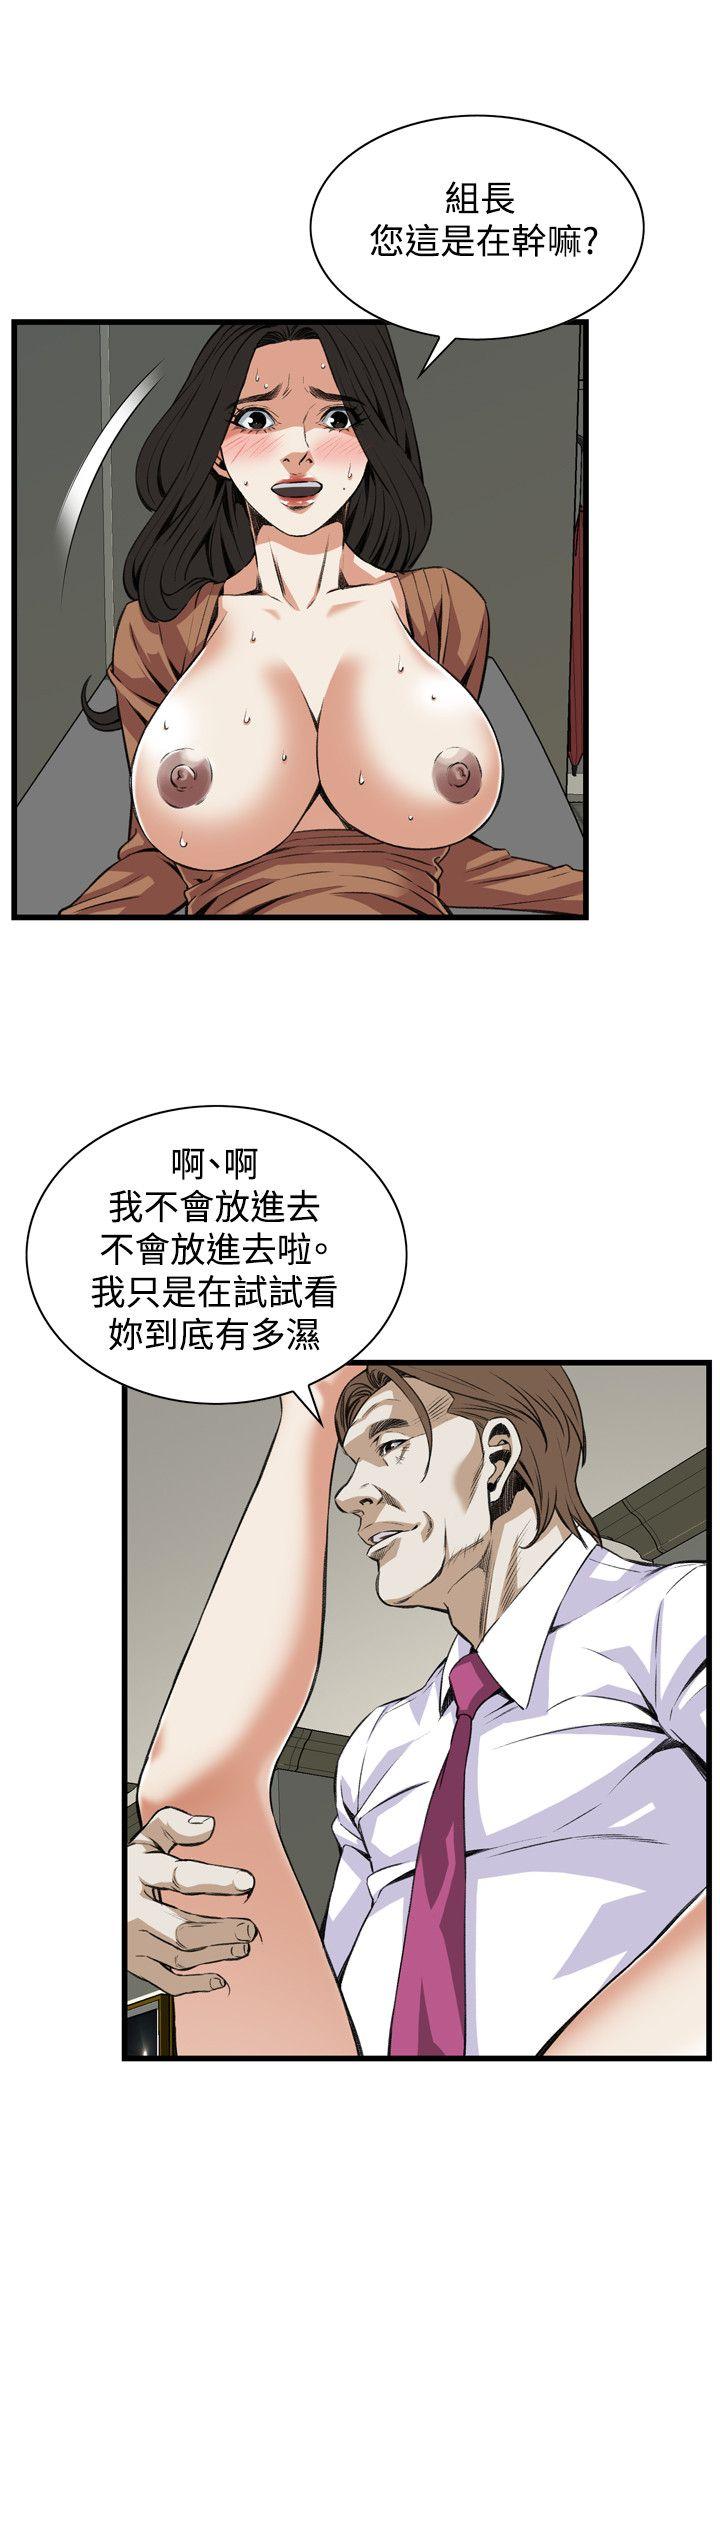 組長
您這是在幹嘛?
啊、啊
我不會放進去
不會放進去啦。
我只是在試試看
妳到底有多濕